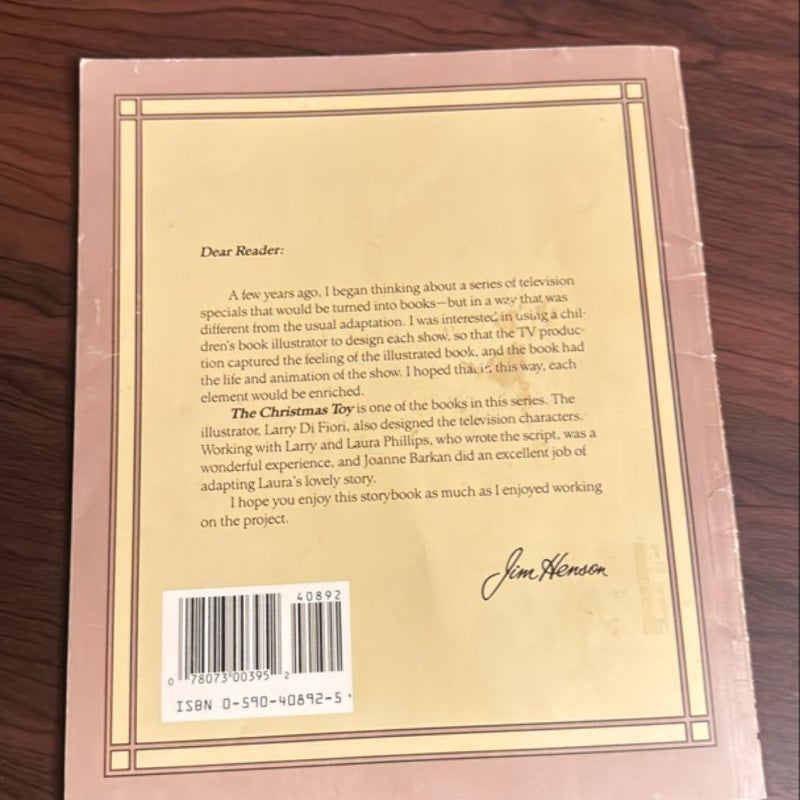 Dear Reader:
A few years ago, I began thinking about a series of television
specials that would be turned into books—but in a way that was
different from the usual adaptation. I was interested in using a chil-
dren's book illustrator to design each show, so that the TV produc-
tion captured the feeling of the illustrated book, and the book had
the life and animation of the show. I hoped that in this way, each
element would be enriched.
The Christmas Toy is one of the books in this series. The
illustrator, Larry Di Fiori, also designed the television characters.
Working with Larry and Laura Phillips, who wrote the script, was a
wonderful experience, and Joanne Barkan did an excellent job of
adapting Laura's lovely story.
I hope you enjoy this storybook as much as I enjoyed working
on the project.
Jim Henson
40892
0 78073 00395 2
ISBN 0-590-40892-5